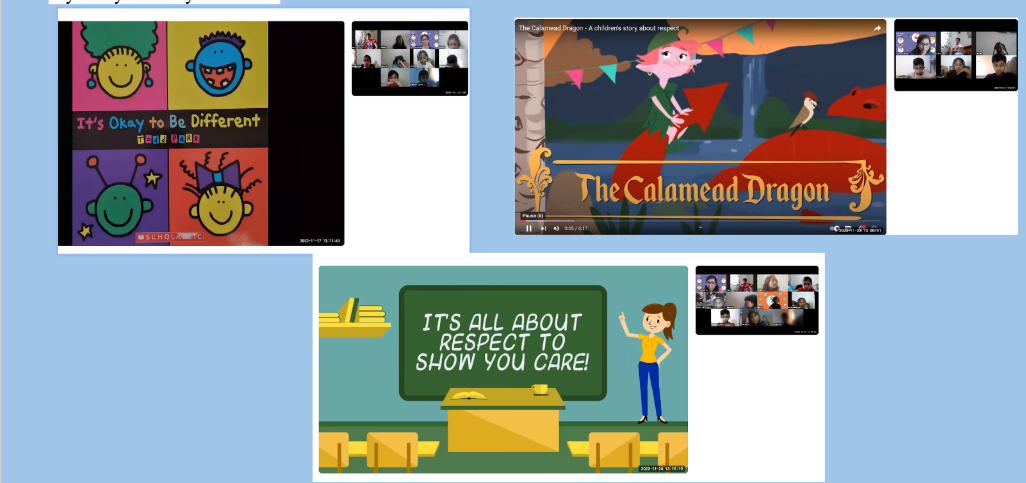 It's Okay to Be Different
TODD PARR
SCHOLASTIC
2022-11-17 13:11:43
The Calamead Dragon - A children's story about respect
The Calamead Dragon
Pause (k)
0:05 / 6:17
IT'S ALL ABOUT
RESPECT TO
SHOW YOU CARE!
2022-11-24 13:10:19